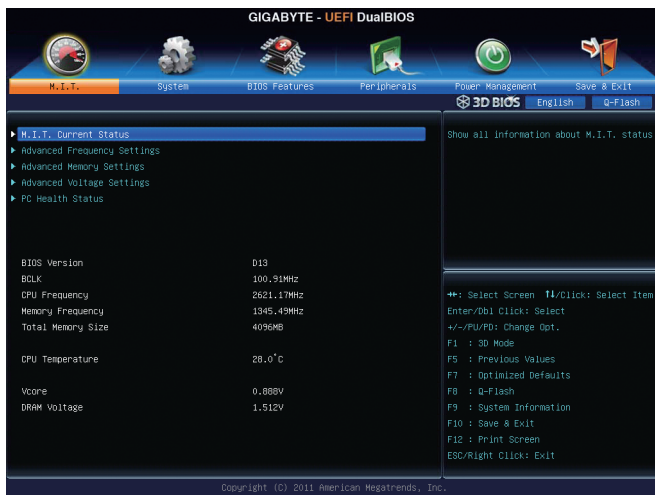 GIGABYTE - UEFI DualBIOS
M.I.T. System BIOS Features Peripherals Power Management Save & Exit
3D BIOS English Q-Flash
M.I.T. Current Status
Advanced Frequency Settings
Advanced Memory Settings
Advanced Voltage Settings
PC Health Status
BIOS Version D13
BCLK 100.91MHz
CPU Frequency 2621.17MHz
Memory Frequency 1345.49MHz
Total Memory Size 4096MB
CPU Temperature 28.0°C
Vcore 0.888V
DRAM Voltage 1.512V
Show all information about M.I.T. status
→←: Select Screen ↑↓/Click: Select Item
Enter/Dbl Click: Select
+/-/PU/PD: Change Opt.
F1 : 3D Mode
F5 : Previous Values
F7 : Optimized Defaults
F8 : Q-Flash
F9 : System Information
F10 : Save & Exit
F12 : Print Screen
ESC/Right Click: Exit
Copyright (C) 2011 American Megatrends, Inc.